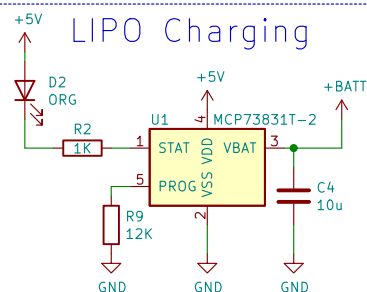 LIPO Charging
+5V
D2
ORG
R2
1K
+5V
+BATT
U1
MCP73831T-2
1
STAT
4
VDD
VBAT
3
5
PROG
VSS
2
R9
12K
C4
10u
GND
GND
GND